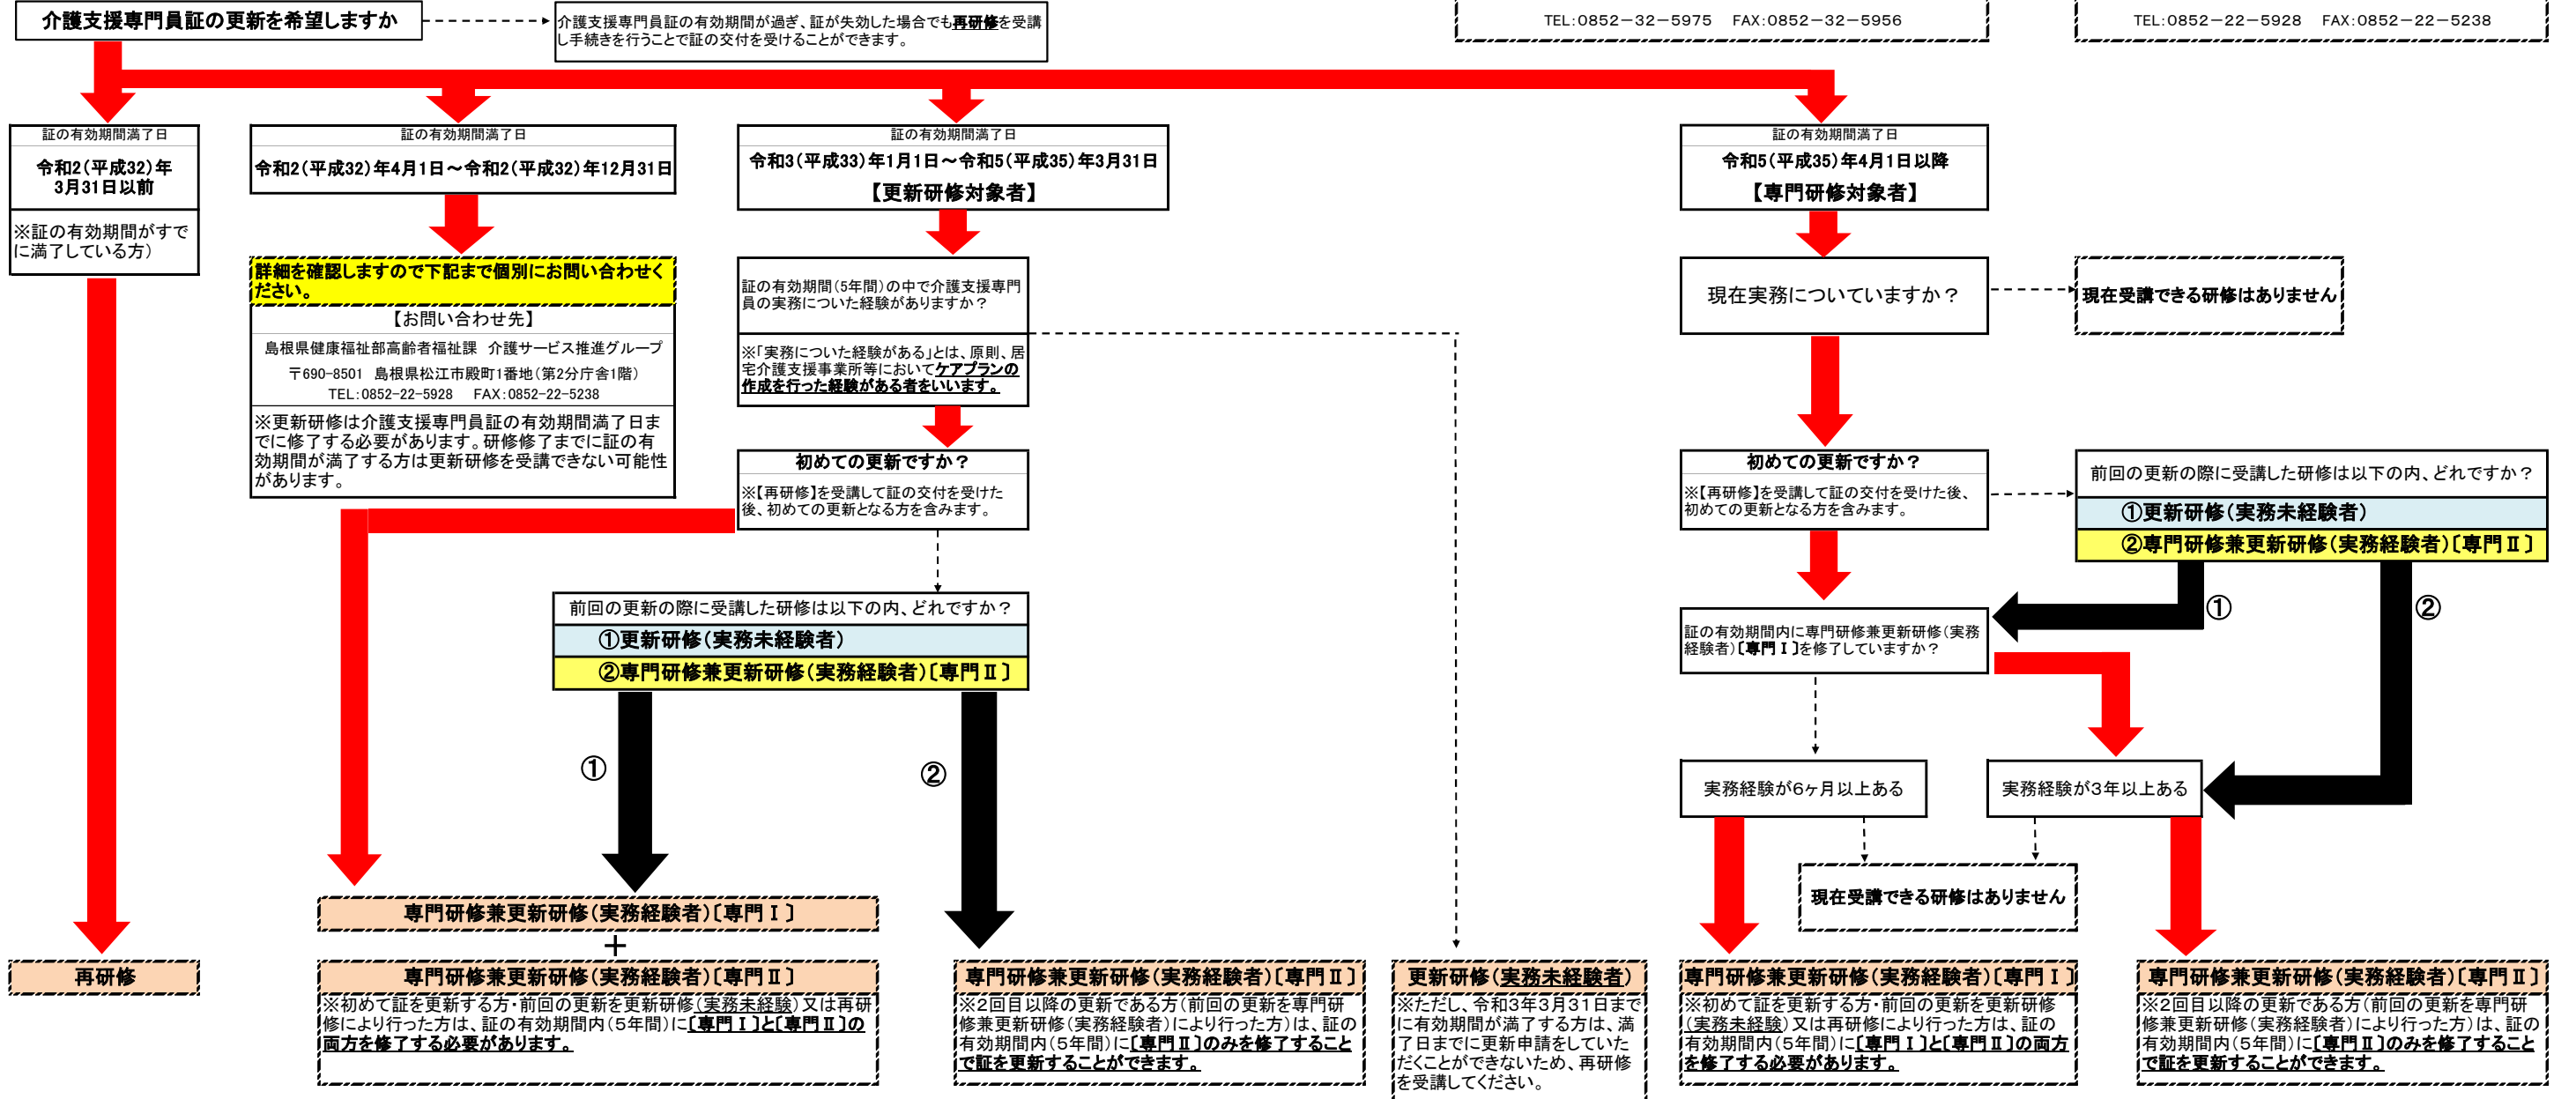 介護支援専門員証の更新を希望しますか
介護支援専門員証の有効期間が過ぎ、証が失効した場合でも再研修を受講
し手続きを行うことで証の交付を受けることができます。
TEL:0852-32-5975 FAX:0852-32-5956
TEL:0852-22-5928 FAX:0852-22-5238
証の有効期間満了日
令和2(平成32)年
3月31日以前
※証の有効期間がすで
に満了している方)
証の有効期間満了日
令和2(平成32)年4月1日~令和2(平成32)年12月31日
詳細を確認しますので下記まで個別にお問い合わせく
ださい。
【お問い合わせ先】
島根県健康福祉部高齢者福祉課 介護サービス推進グループ
〒690-8501 島根県松江市殿町1番地(第2分庁舎1階)
TEL:0852-22-5928 FAX:0852-22-5238
※更新研修は介護支援専門員証の有効期間満了日ま
でに修了する必要があります。研修修了までに証の有
効期間が満了する方は更新研修を受講できない可能性
があります。
証の有効期間満了日
令和3(平成33)年1月1日~令和5(平成35)年3月31日
【更新研修対象者】
証の有効期間(5年間)の中で介護支援専門
員の実務についた経験がありますか?
※「実務についた経験がある」とは、原則、居
宅介護支援事業所等においてケアプランの
作成を行った経験がある者をいいます。
初めての更新ですか?
※【再研修】を受講して証の交付を受けた
後、初めての更新となる方を含みます。
前回の更新の際に受講した研修は以下の内、どれですか?
①更新研修(実務未経験者)
②専門研修兼更新研修(実務経験者)〔専門Ⅱ〕
①
②
証の有効期間満了日
令和5(平成35)年4月1日以降
【専門研修対象者】
現在実務についていますか?
現在受講できる研修はありません
初めての更新ですか?
※【再研修】を受講して証の交付を受けた後、
初めての更新となる方を含みます。
前回の更新の際に受講した研修は以下の内、どれですか?
①更新研修(実務未経験者)
②専門研修兼更新研修(実務経験者)〔専門Ⅱ〕
①
②
証の有効期間内に専門研修兼更新研修(実務
経験者)〔専門Ⅰ〕を修了していますか?
実務経験が6ヶ月以上ある
実務経験が3年以上ある
現在受講できる研修はありません
再研修
専門研修兼更新研修(実務経験者)〔専門Ⅰ〕
+
専門研修兼更新研修(実務経験者)〔専門Ⅱ〕
※初めて証を更新する方・前回の更新を更新研修(実務未経験)又は再研
修により行った方は、証の有効期間内(5年間)に〔専門Ⅰ〕と〔専門Ⅱ〕の
両方を修了する必要があります。
専門研修兼更新研修(実務経験者)〔専門Ⅱ〕
※2回目以降の更新である方(前回の更新を専門研
修兼更新研修(実務経験者)により行った方)は、証の
有効期間内(5年間)に〔専門Ⅱ〕のみを修了すること
で証を更新することができます。
更新研修(実務未経験者)
※ただし、令和3年3月31日まで
に有効期間が満了する方は、満
了日までに更新申請をしていた
だくことができないため、再研修
を受講してください。
専門研修兼更新研修(実務経験者)〔専門Ⅰ〕
※初めて証を更新する方・前回の更新を更新研修
(実務未経験)又は再研修により行った方は、証の
有効期間内(5年間)に〔専門Ⅰ〕と〔専門Ⅱ〕の両方
を修了する必要があります。
専門研修兼更新研修(実務経験者)〔専門Ⅱ〕
※2回目以降の更新である方(前回の更新を専門研
修兼更新研修(実務経験者)により行った方)は、証の
有効期間内(5年間)に〔専門Ⅱ〕のみを修了すること
で証を更新することができます。